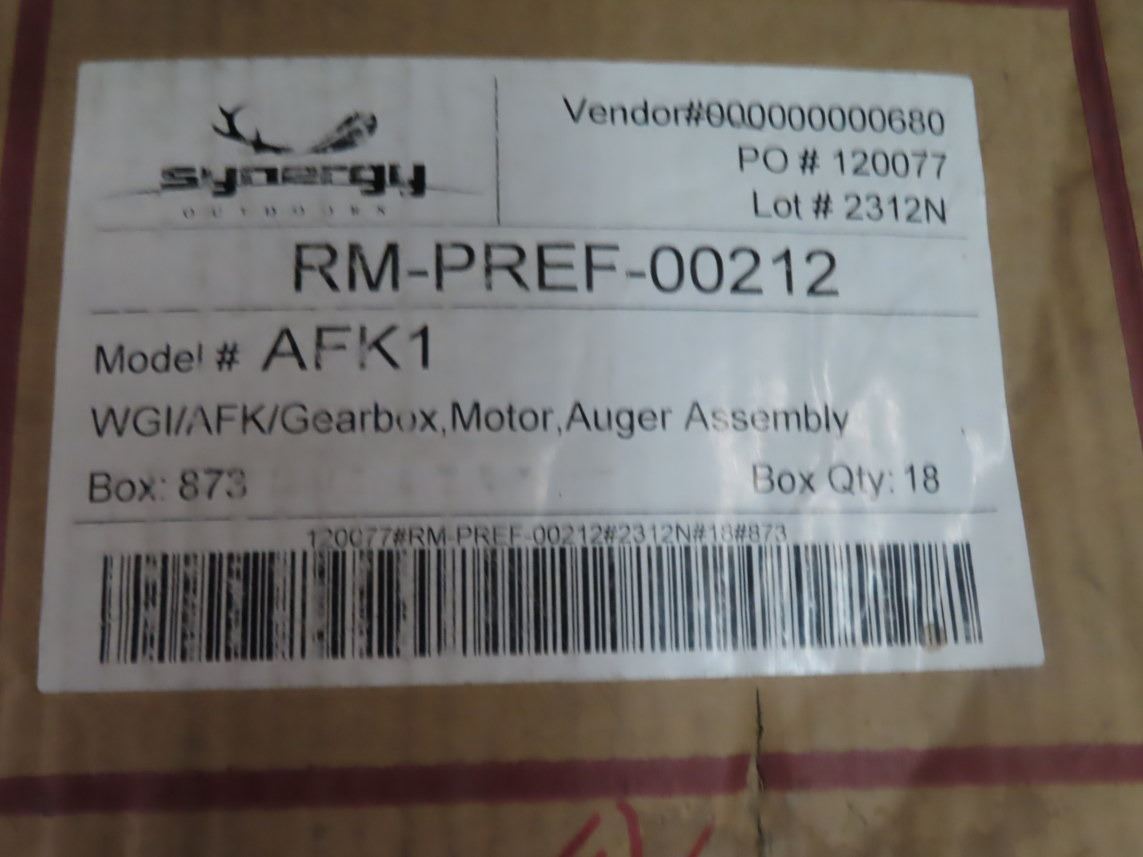 synergy
OUTDOORS
Vendor#000000000680
PO # 120077
Lot # 2312N
RM-PREF-00212
Model # AFK1
WGI/AFK/Gearbox,Motor,Auger Assembly
Box: 873
Box Qty: 18
120077#RM-PREF-00212#2312N#18#873